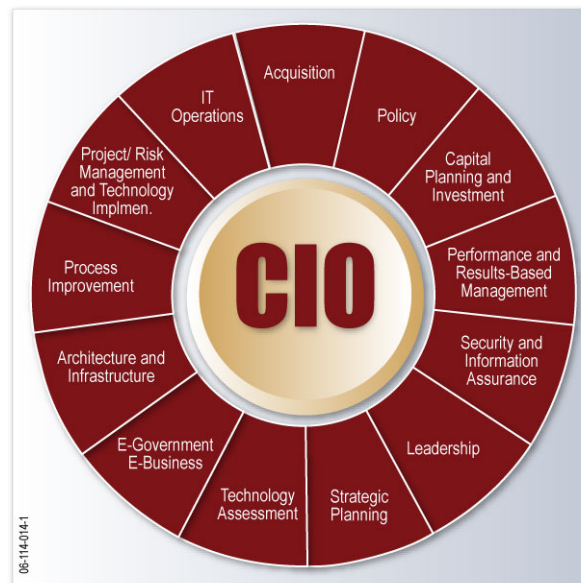 Acquisition
Policy
Capital
Planning and
Investment
Performance and
Results-Based
Management
Security and
Information
Assurance
Leadership
Strategic
Planning
Technology
Assessment
E-Government
E-Business
Architecture and
Infrastructure
Process
Improvement
Project/ Risk
Management
and Technology
Implmen.
IT
Operations
CIO
06-114-014-1